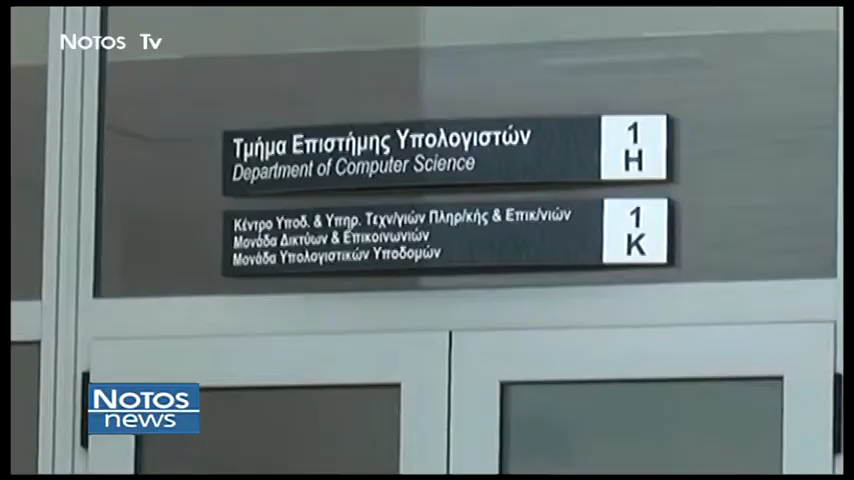 NOTOS TV
Τμήμα Επιστήμης Υπολογιστών
Department of Computer Science
1
H
Κέντρο Υποδ. & Υπηρ. Τεχν/γιών Πληρ/κής & Επικ/νιών
Μονάδα Δικτύων & Επικοινωνιών
Μονάδα Υπολογιστικών Υποδομών
1
K
NOTOS
news